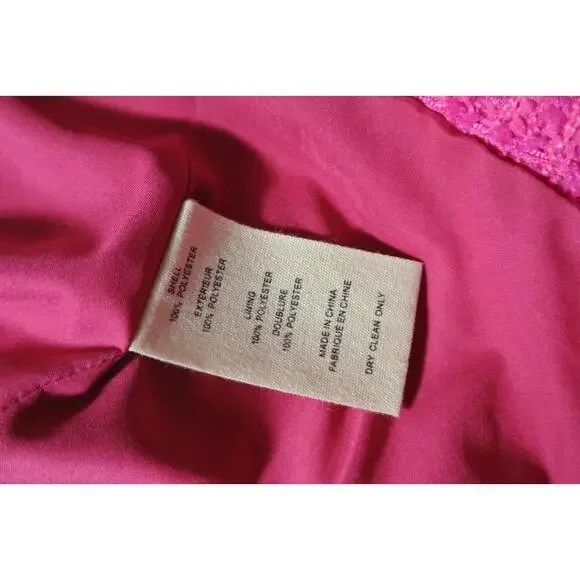 SHELL
100% POLYESTER
EXTERIEUR
100% POLYESTER
LINING
100% POLYESTER
DOUBLURE
100% POLYESTER
MADE IN CHINA
FABRIQUÉ EN CHINE
DRY CLEAN ONLY